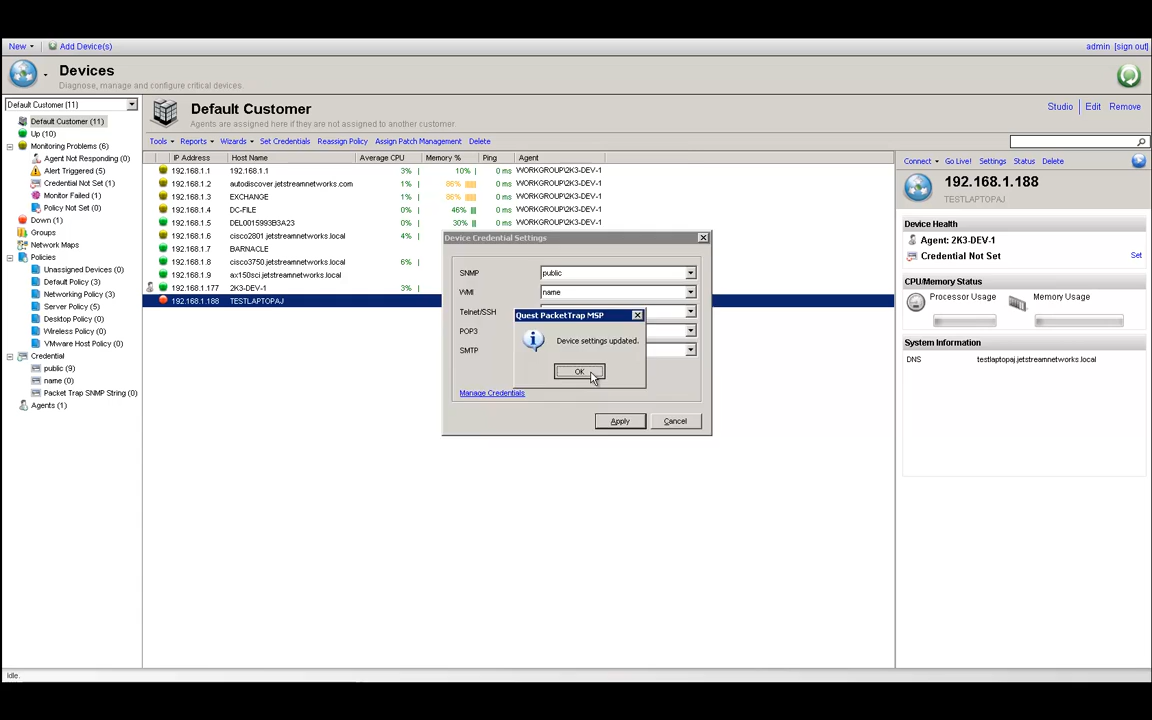 New
Add Device(s)
admin [sign out]
Devices
Diagnose, manage and configure critical devices.
Default Customer (11)
Default Customer (11)
Up (10)
Monitoring Problems (6)
Agent Not Responding (0)
Alert Triggered (5)
Credential Not Set (1)
Monitor Failed (1)
Policy Not Set (0)
Down (1)
Groups
Network Maps
Policies
Unassigned Devices (0)
Default Policy (3)
Networking Policy (3)
Server Policy (5)
Desktop Policy (0)
Wireless Policy (0)
VMware Host Policy (0)
Credential
public (9)
name (0)
Packet Trap SNMP String (0)
Agents (1)
Default Customer
Agents are assigned here if they are not assigned to another customer.
Studio Edit Remove
Tools Reports Wizards Set Credentials Reassign Policy Assign Patch Management Delete
IP Address Host Name Average CPU Memory % Ping Agent
192.168.1.1 192.168.1.1 3% 10% 0 ms WORKGROUP\2K3-DEV-1
192.168.1.2 autodiscover.jetstreamnetworks.com 1% 86% 0 ms WORKGROUP\2K3-DEV-1
192.168.1.3 EXCHANGE 1% 86% 0 ms WORKGROUP\2K3-DEV-1
192.168.1.4 DC-FILE 0% 46% 0 ms WORKGROUP\2K3-DEV-1
192.168.1.5 DEL0015993B3A23 0% 30% 0 ms WORKGROUP\2K3-DEV-1
192.168.1.6 cisco2801.jetstreamnetworks.local 4%
192.168.1.7 BARNACLE
192.168.1.8 cisco3750.jetstreamnetworks.local 6%
192.168.1.9 ax150sci.jetstreamnetworks.local
192.168.1.177 2K3-DEV-1 3%
192.168.1.188 TESTLAPTOPAJ
Device Credential Settings
SNMP public
WMI name
Telnet/SSH
POP3
SMTP
Manage Credentials
Apply Cancel
Quest PacketTrap MSP
Device settings updated.
OK
Connect Go Live! Settings Status Delete
192.168.1.188
TESTLAPTOPAJ
Device Health
Agent: 2K3-DEV-1
Credential Not Set Set
CPU/Memory Status
Processor Usage Memory Usage
System Information
DNS testlaptopaj.jetstreamnetworks.local
Idle.